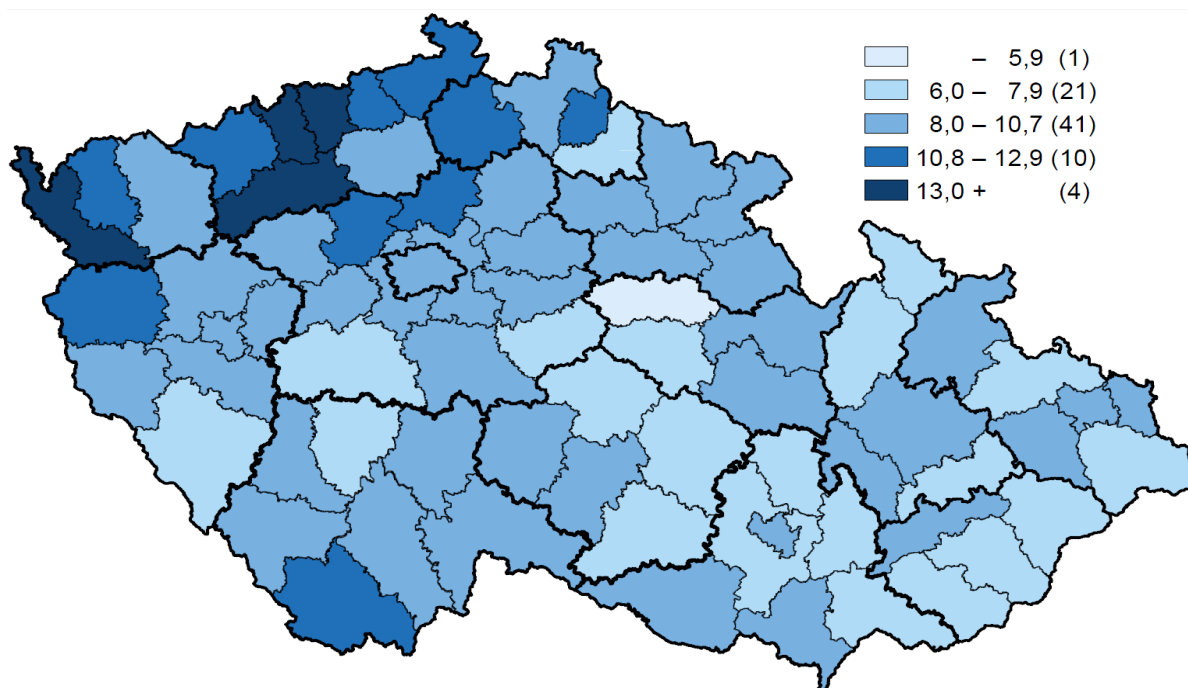 – 5,9 (1)
6,0 – 7,9 (21)
8,0 – 10,7 (41)
10,8 – 12,9 (10)
13,0 + (4)